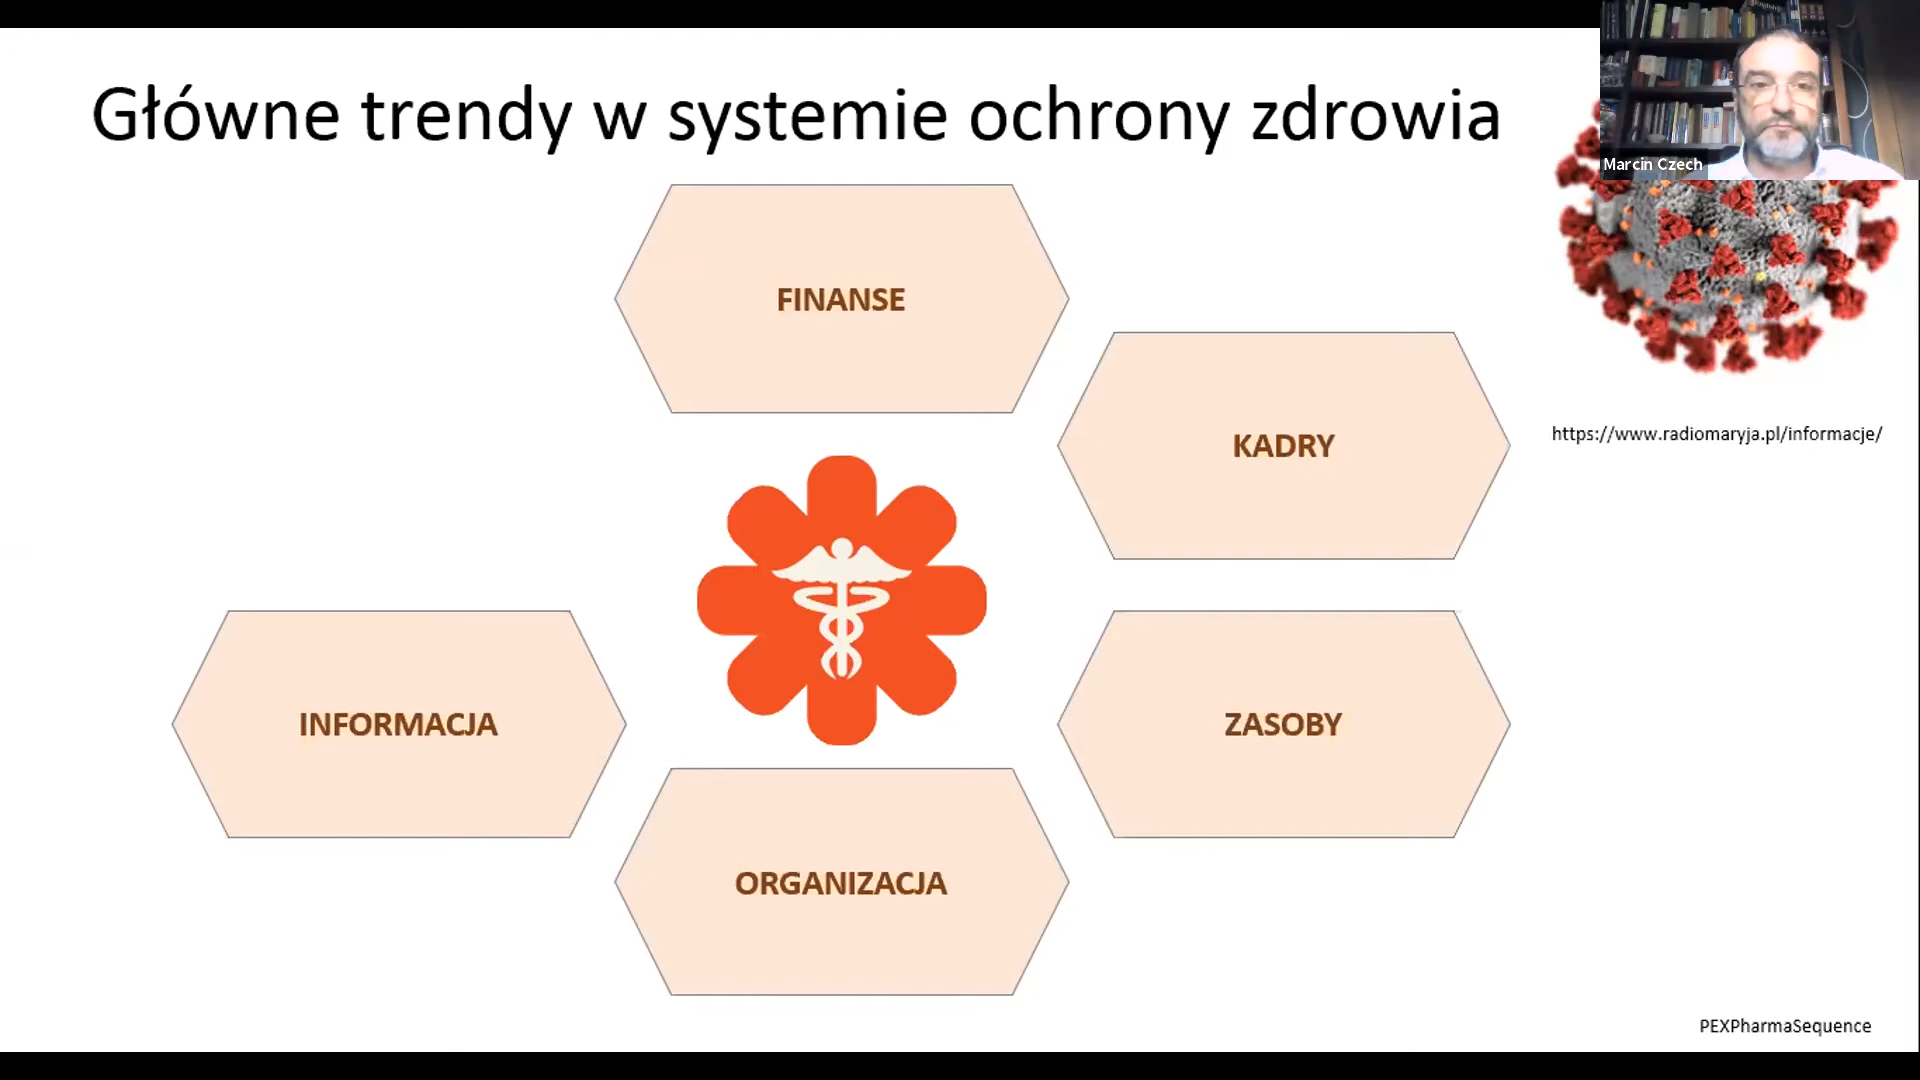 Główne trendy w systemie ochrony zdrowia
Marcin Czech
FINANSE
KADRY
https://www.radiomaryja.pl/informacje/
INFORMACJA
ZASOBY
ORGANIZACJA
PEXPharmaSequence